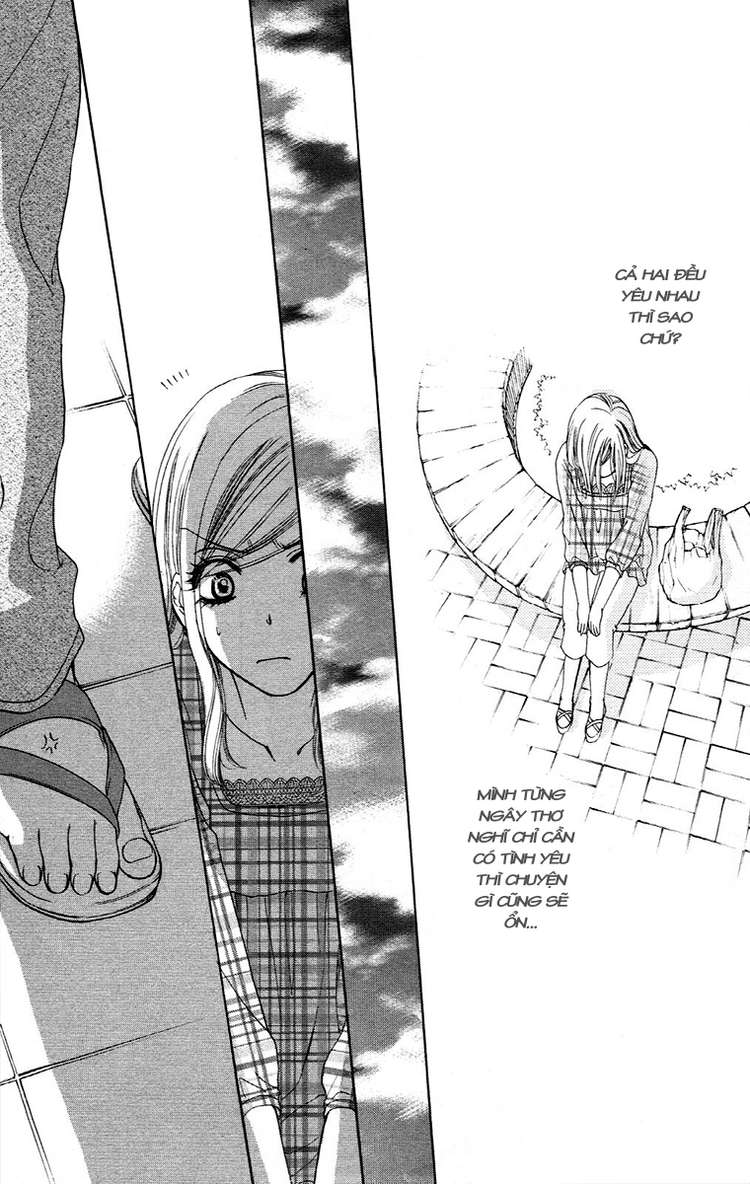 CẢ HAI ĐỀU
YÊU NHAU
THÌ SAO
CHỨ?
MÌNH TỪNG
NGÂY THƠ
NGHĨ CHỈ CẦN
CÓ TÌNH YÊU
THÌ CHUYỆN
GÌ CŨNG SẼ
ỔN...